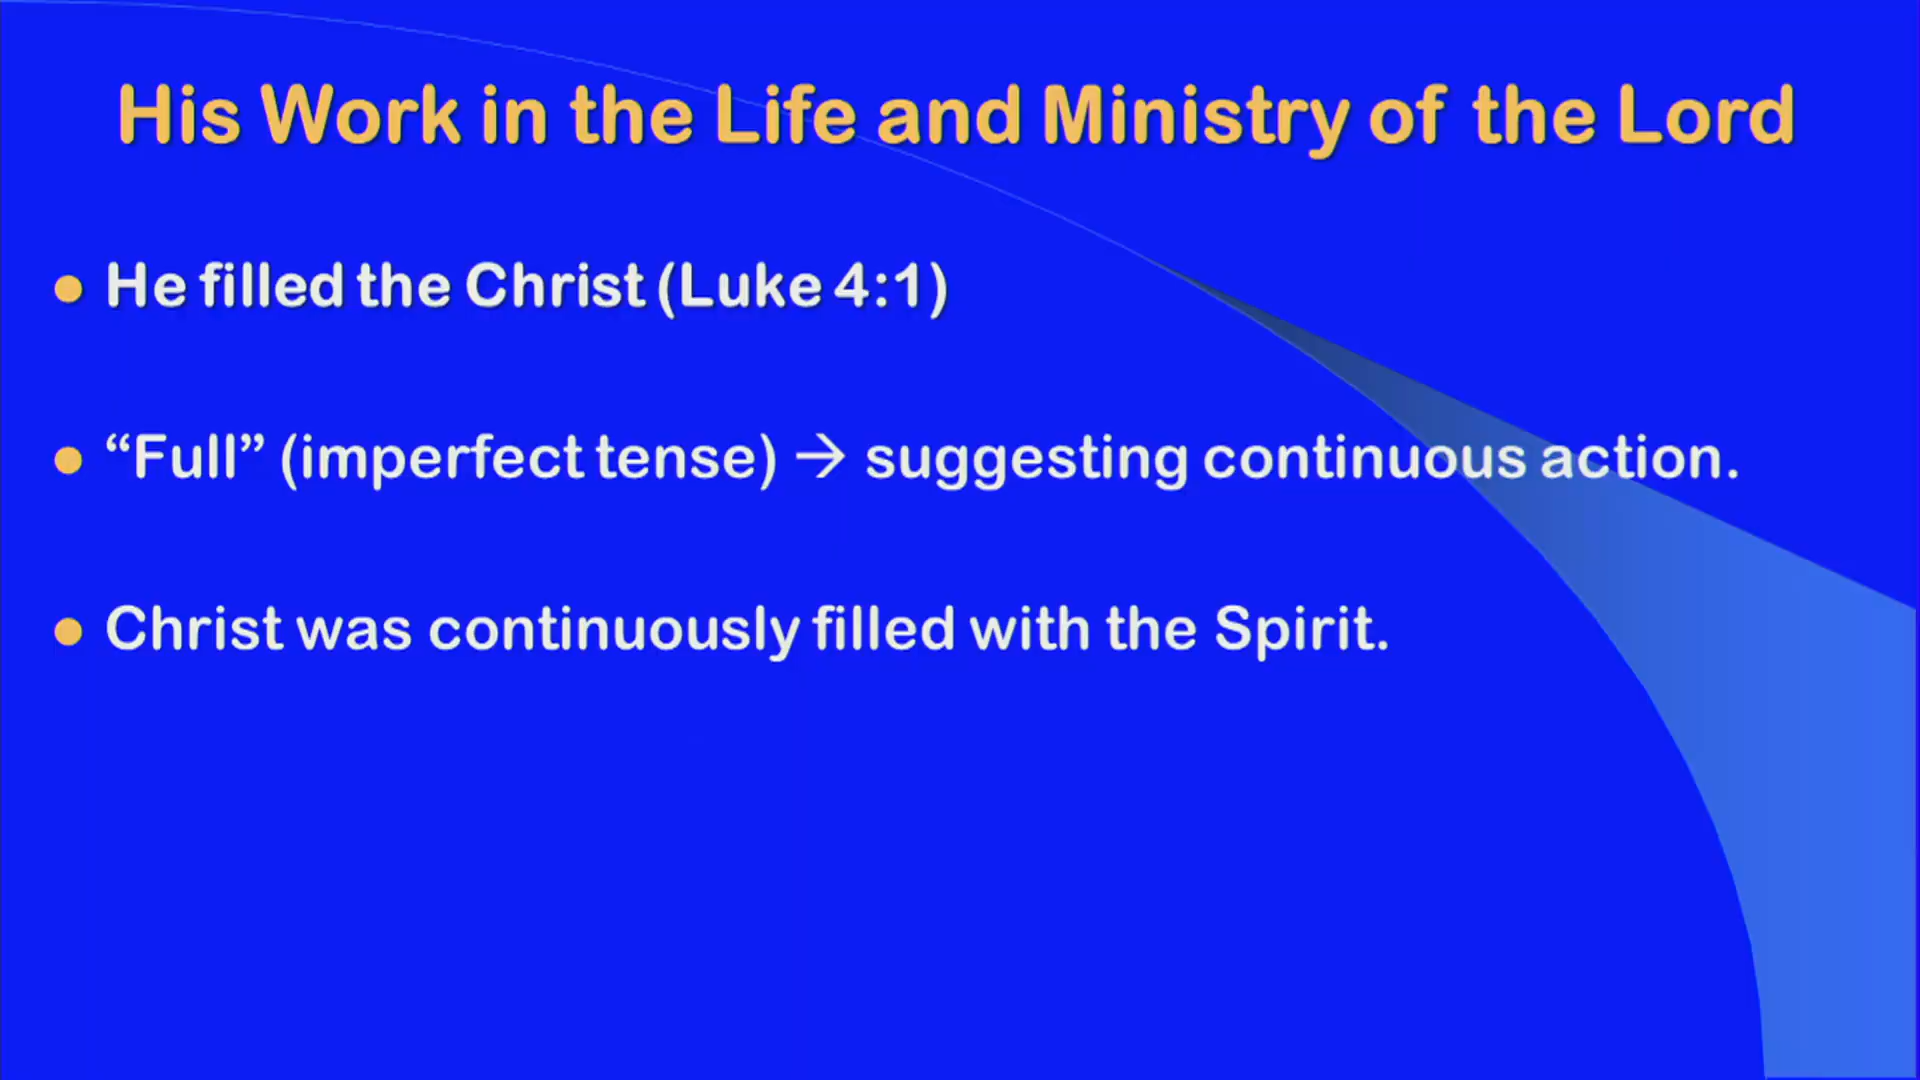 His Work in the Life and Ministry of the Lord
• He filled the Christ (Luke 4:1)
• “Full” (imperfect tense) → suggesting continuous action.
• Christ was continuously filled with the Spirit.